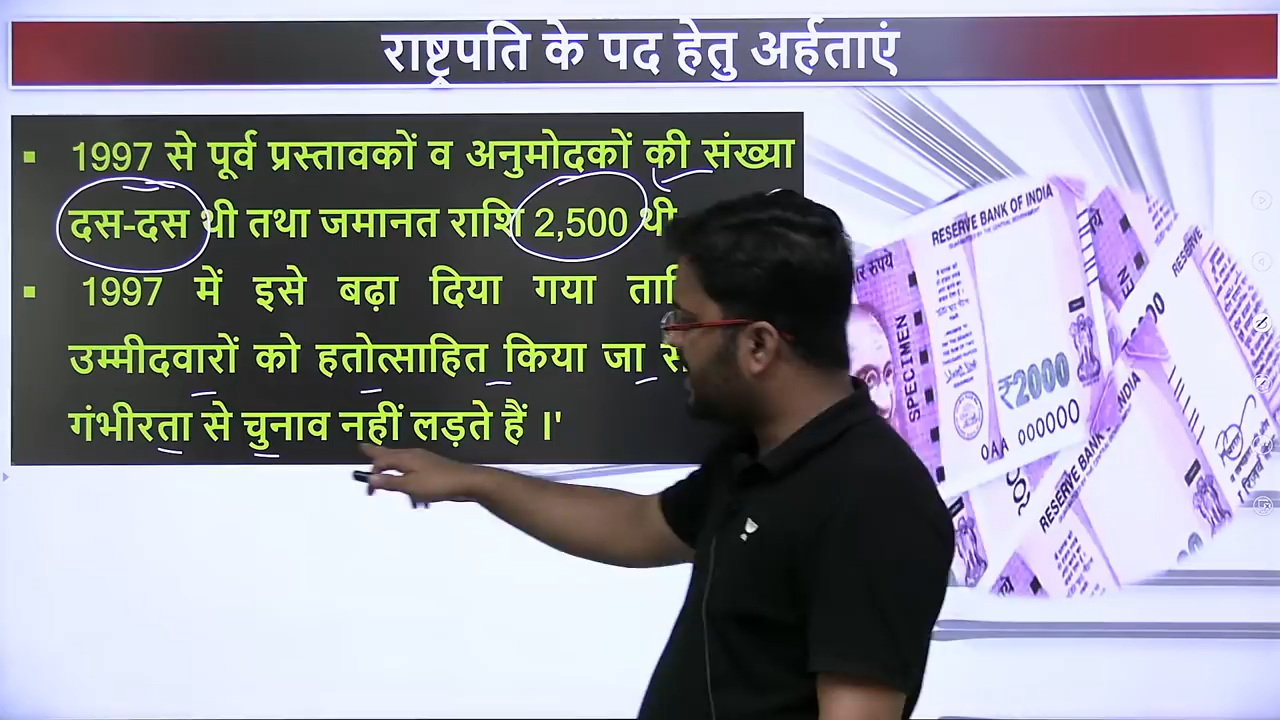 राष्ट्रपति के पद हेतु अर्हताएं
1997 से पूर्व प्रस्तावकों व अनुमोदकों की संख्या
दस-दस थी तथा जमानत राशि 2,500 थी
1997 में इसे बढ़ा दिया गया
उम्मीदवारों को हतोत्साहित किया जा
गंभीरता से चुनाव नहीं लड़ते हैं ।'
RESERVE BANK OF INDIA
SPECIMEN
₹2000
0AA 000000
RESERVE BANK
INDIA
RESERVE